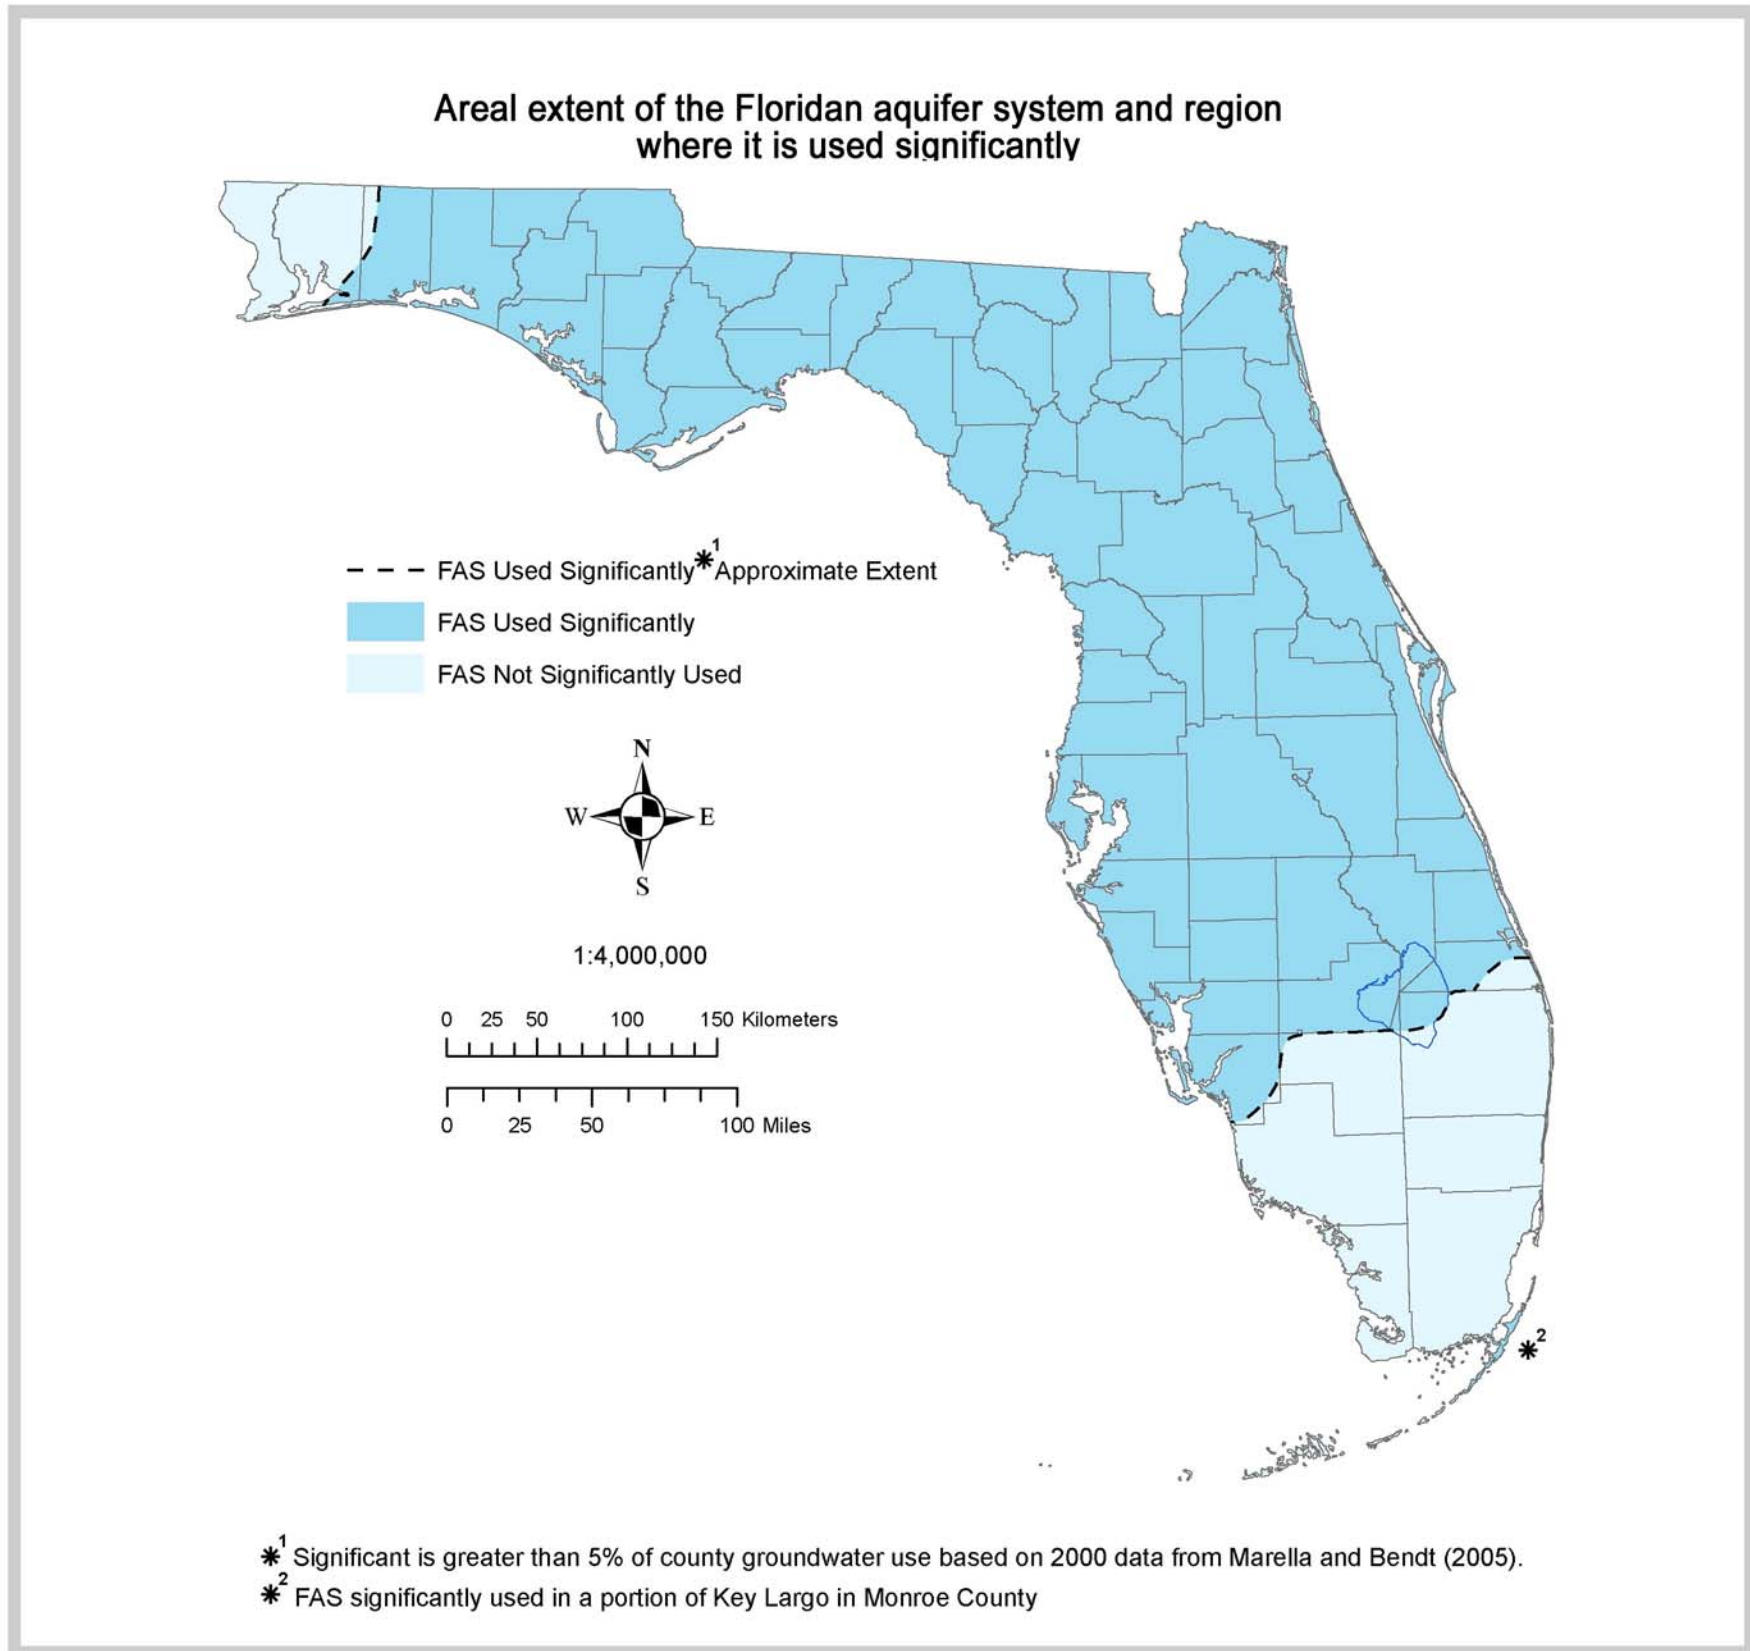 Areal extent of the Floridan aquifer system and region
where it is used significantly
FAS Used Significantly*1 Approximate Extent
FAS Used Significantly
FAS Not Significantly Used
N
W E
S
1:4,000,000
0 25 50 100 150 Kilometers
0 25 50 100 Miles
*2
*1 Significant is greater than 5% of county groundwater use based on 2000 data from Marella and Bendt (2005).
*2 FAS significantly used in a portion of Key Largo in Monroe County